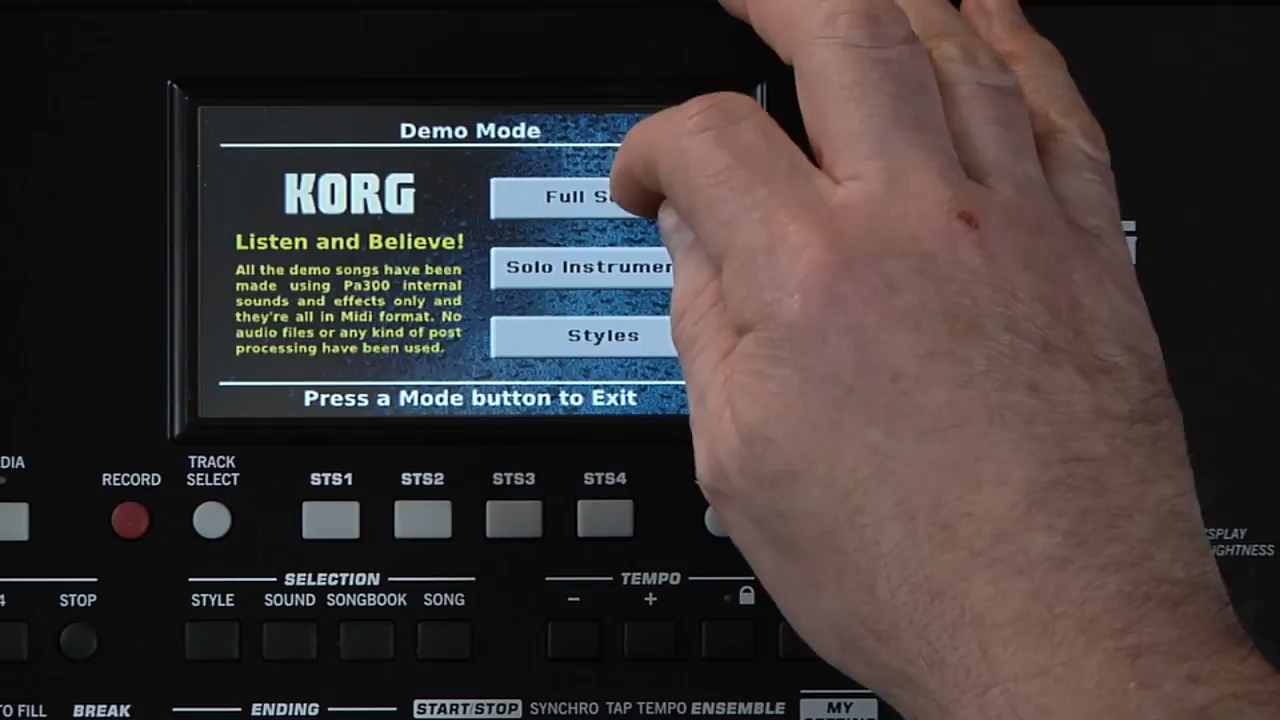 Demo Mode
KORG
Full
Listen and Believe!
Solo
All the demo songs have been
made using Pa300 internal
sounds and effects only and
they're all in Midi format. No
audio files or any kind of post
processing have been used.
Styles
Press a Mode button to Exit
RECORD
TRACK
SELECT
STS1
STS2
STS3
STS4
SELECTION
TEMPO
STOP
STYLE
SOUND
SONGBOOK
SONG
-
+
FILL
BREAK
ENDING
START/STOP
SYNCHRO
TAP TEMPO
ENSEMBLE
MY